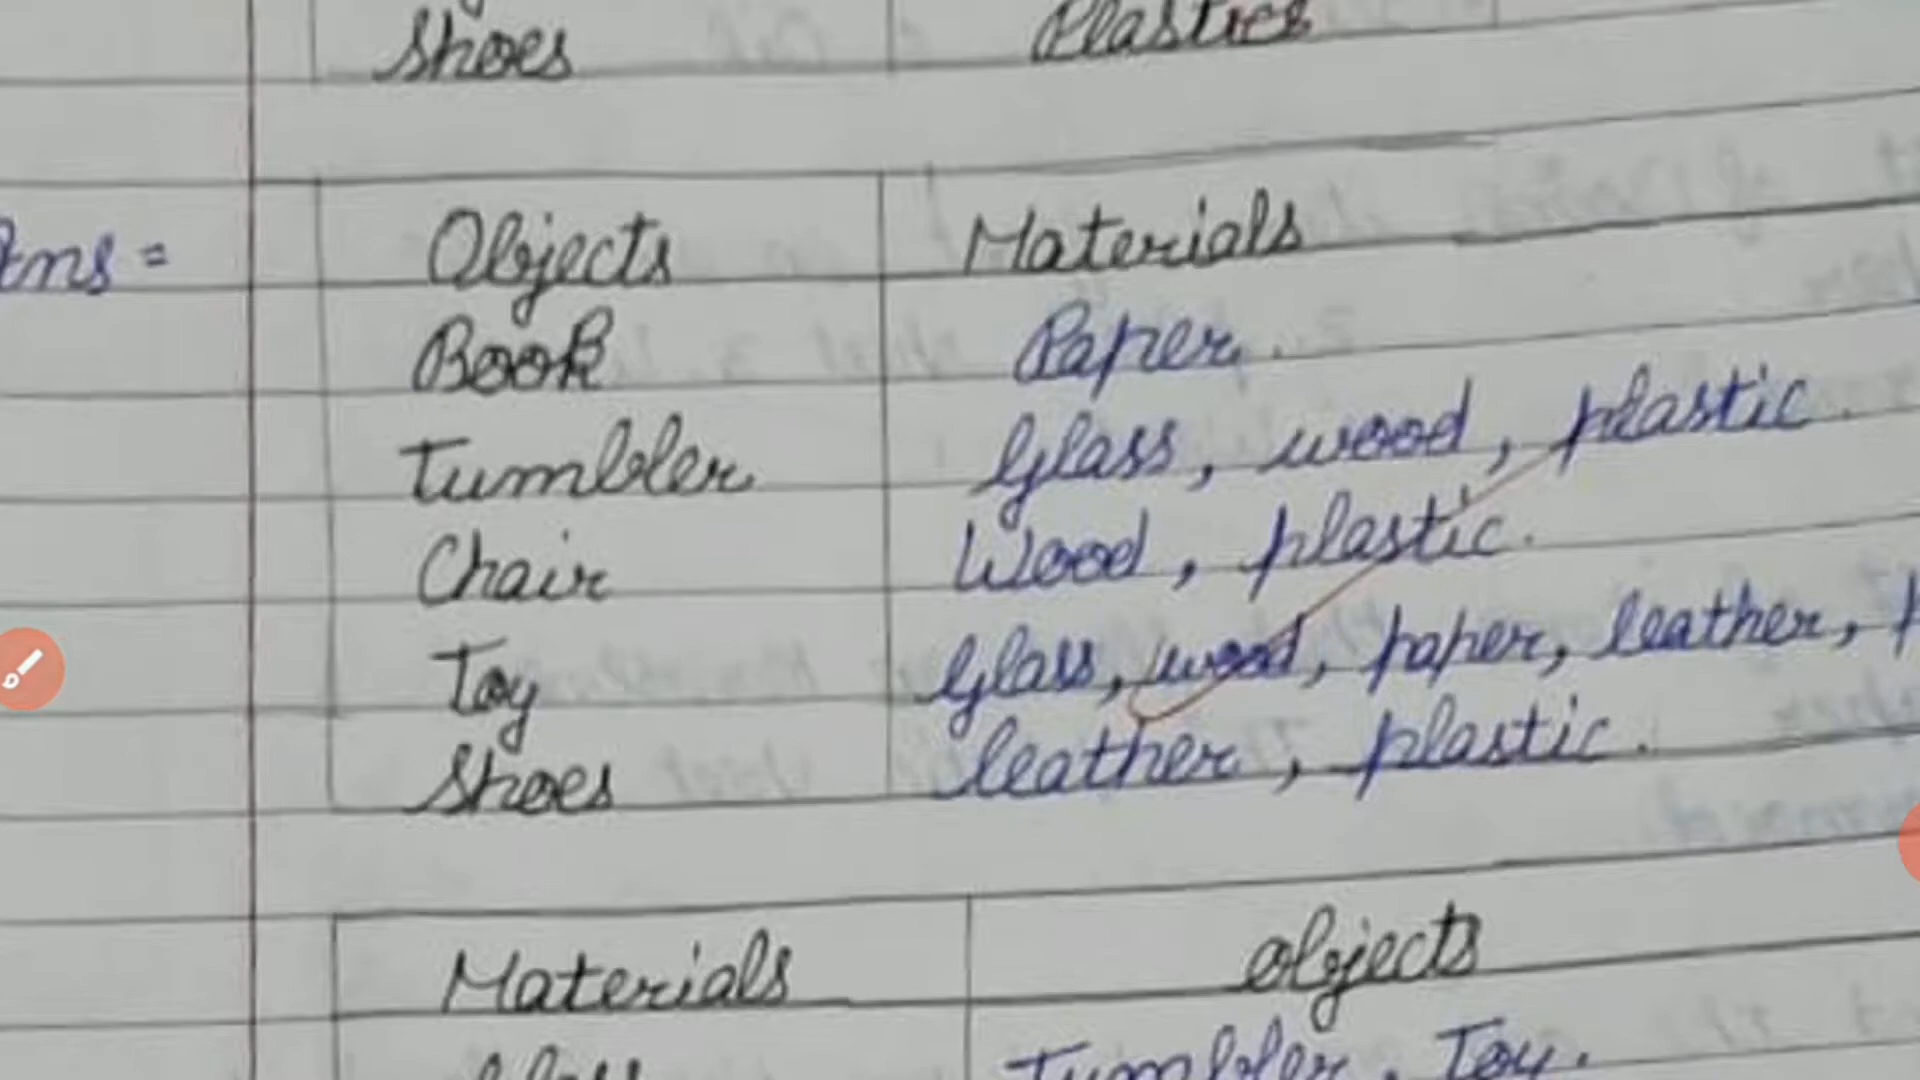 Shoes Plastics
Ans = Objects Materials
Book Paper.
Tumbler Glass, wood, plastic.
Chair Wood, plastic.
Toy Glass, wood, paper, leather,
Shoes leather, plastic.
Materials objects
Glass Tumbler, Toy.